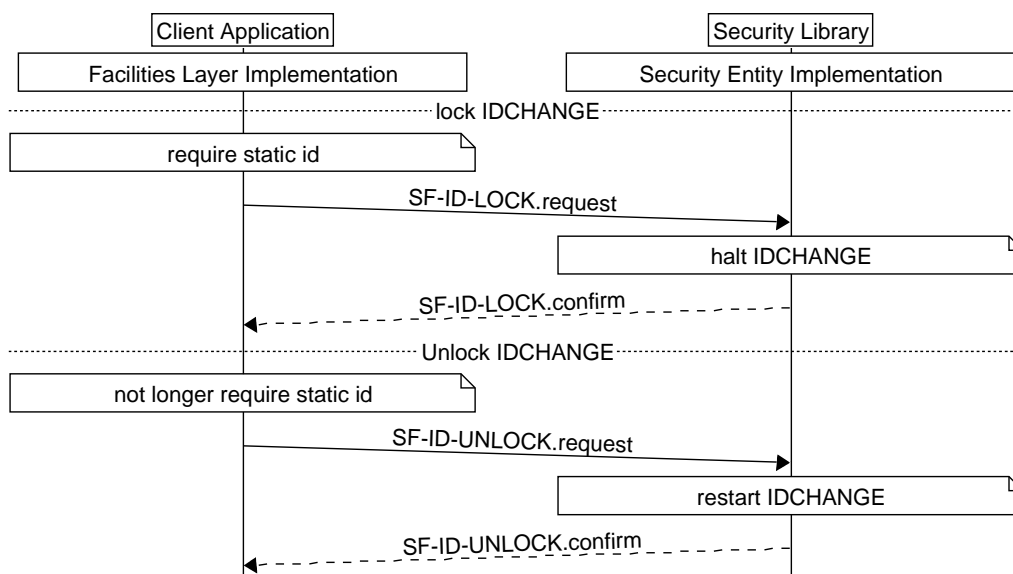 Client Application
Security Library
Facilities Layer Implementation
Security Entity Implementation
lock IDCHANGE
require static id
SF-ID-LOCK.request
halt IDCHANGE
SF-ID-LOCK.confirm
Unlock IDCHANGE
not longer require static id
SF-ID-UNLOCK.request
restart IDCHANGE
SF-ID-UNLOCK.confirm